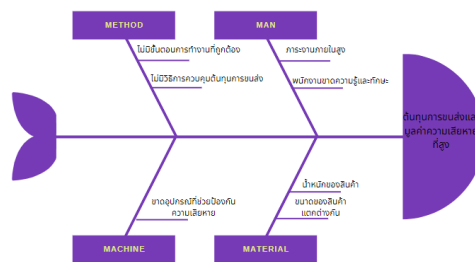 METHOD
MAN
ไม่มีขั้นตอนการทำงานที่ถูกต้อง
ภาระงานภายในสูง
ไม่มีวิธีการควบคุมต้นทุนการขนส่ง
พนักงานขาดความรู้และทักษะ
ต้นทุนการขนส่งและ
มูลค่าความเสียหาย
ที่สูง
น้ำหนักของสินค้า
ขาดอุปกรณ์ที่ช่วยป้องกัน
ความเสียหาย
ขนาดของสินค้า
แตกต่างกัน
MACHINE
MATERIAL